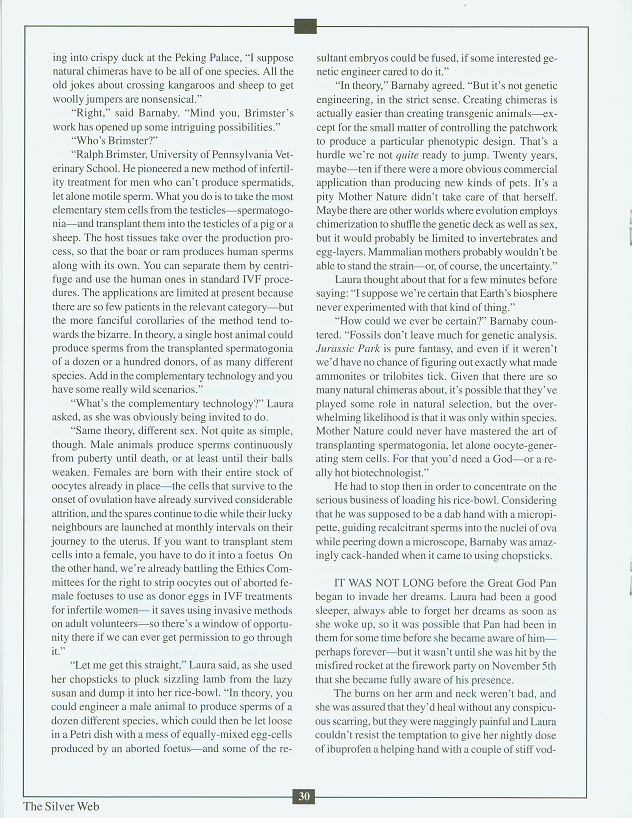 ing into crispy duck at the Peking Palace, “I suppose
natural chimeras have to be all of one species. All the
old jokes about crossing kangaroos and sheep to get
woolly jumpers are nonsensical.”
“Right,” said Barnaby. “Mind you, Brimster’s
work has opened up some intriguing possibilities.”
“Who’s Brimster?”
“Ralph Brimster, University of Pennsylvania Vet-
erinary School. He pioneered a new method of infertil-
ity treatment for men who can’t produce spermatids,
let alone motile sperm. What you do is to take the most
elementary stem cells from the testicles—spermatogo-
nia—and transplant them into the testicles of a pig or a
sheep. The host tissues take over the production pro-
cess, so that the boar or ram produces human sperms
along with its own. You can separate them by centri-
fuge and use the human ones in standard IVF proce-
dures. The applications are limited at present because
there are so few patients in the relevant category—but
the more fanciful corollaries of the method tend to-
wards the bizarre. In theory, a single host animal could
produce sperms from the transplanted spermatogonia
of a dozen or a hundred donors, of as many different
species. Add in the complementary technology and you
have some really wild scenarios.”
“What’s the complementary technology?” Laura
asked, as she was obviously being invited to do.
“Same theory, different sex. Not quite as simple,
though. Male animals produce sperms continuously
from puberty until death, or at least until their balls
weaken. Females are born with their entire stock of
oocytes already in place—the cells that survive to the
onset of ovulation have already survived considerable
attrition, and the spares continue to die while their lucky
neighbours are launched at monthly intervals on their
journey to the uterus. If you want to transplant stem
cells into a female, you have to do it into a foetus On
the other hand, we’re already battling the Ethics Com-
mittees for the right to strip oocytes out of aborted fe-
male foetuses to use as donor eggs in IVF treatments
for infertile women— it saves using invasive methods
on adult volunteers—so there’s a window of opportu-
nity there if we can ever get permission to go through
it.”
“Let me get this straight,” Laura said, as she used
her chopsticks to pluck sizzling lamb from the lazy
susan and dump it into her rice-bowl. “In theory, you
could engineer a male animal to produce sperms of a
dozen different species, which could then be let loose
in a Petri dish with a mess of equally-mixed egg-cells
produced by an aborted foetus—and some of the re-
sultant embryos could be fused, if some interested ge-
netic engineer cared to do it.”
“In theory,” Barnaby agreed. “But it’s not genetic
engineering, in the strict sense. Creating chimeras is
actually easier than creating transgenic animals—ex-
cept for the small matter of controlling the patchwork
to produce a particular phenotypic design. That’s a
hurdle we’re not quite ready to jump. Twenty years,
maybe—ten if there were a more obvious commercial
application than producing new kinds of pets. It’s a
pity Mother Nature didn’t take care of that herself.
Maybe there are other worlds where evolution employs
chimerization to shuffle the genetic deck as well as sex,
but it would probably be limited to invertebrates and
egg-layers. Mammalian mothers probably wouldn’t be
able to stand the strain—or, of course, the uncertainty.”
Laura thought about that for a few minutes before
saying: “I suppose we’re certain that Earth’s biosphere
never experimented with that kind of thing.”
“How could we ever be certain?” Barnaby coun-
tered. “Fossils don’t leave much for genetic analysis.
Jurassic Park is pure fantasy, and even if it weren’t
we’d have no chance of figuring out exactly what made
ammonites or trilobites tick. Given that there are so
many natural chimeras about, it’s possible that they’ve
played some role in natural selection, but the over-
whelming likelihood is that it was only within species.
Mother Nature could never have mastered the art of
transplanting spermatogonia, let alone oocyte-gener-
ating stem cells. For that you’d need a God—or a re-
ally hot biotechnologist.”
He had to stop then in order to concentrate on the
serious business of loading his rice-bowl. Considering
that he was supposed to be a dab hand with a micropi-
pette, guiding recalcitrant sperms into the nuclei of ova
while peering down a microscope, Barnaby was amaz-
ingly cack-handed when it came to using chopsticks.
IT WAS NOT LONG before the Great God Pan
began to invade her dreams. Laura had been a good
sleeper, always able to forget her dreams as soon as
she woke up, so it was possible that Pan had been in
them for some time before she became aware of him—
perhaps forever—but it wasn’t until she was hit by the
misfired rocket at the firework party on November 5th
that she became fully aware of his presence.
The burns on her arm and neck weren’t bad, and
she was assured that they’d heal without any conspicu-
ous scarring, but they were naggingly painful and Laura
couldn’t resist the temptation to give her nightly dose
of ibuprofen a helping hand with a couple of stiff vod-
30
The Silver Web